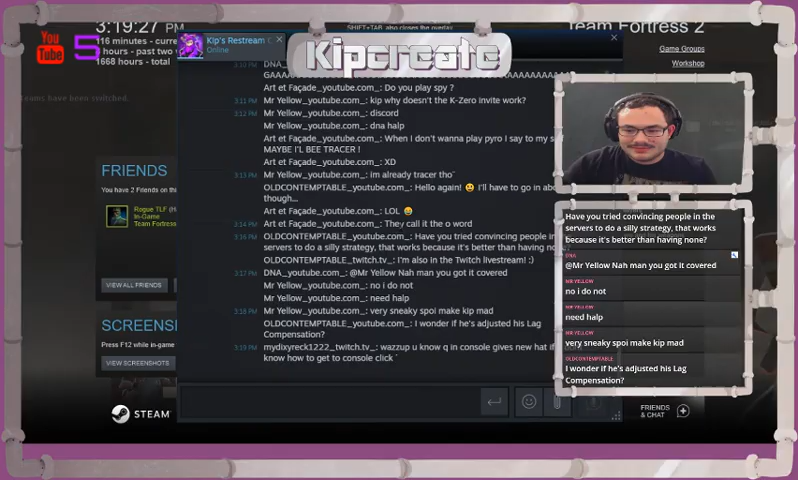 3:19:27 PM
SHIFT+TAB also closes the overlay
Team Fortress 2
You Tube 5
116 minutes - curre
hours - past two
1668 hours - total
Game Groups
Workshop
teams have been switched.
Kip's Restream
Online
Kipcreate
3:10 PM DNA_
Art et Façade_youtube.com_: Do you play spy ?
3:11 PM Mr Yellow_youtube.com_: kip why doesn't the K-Zero Invite work?
3:12 PM Mr Yellow_youtube.com_: discord
Mr Yellow_youtube.com_: dna halp
Art et Façade_youtube.com_: When I don't wanna play pyro I say to my sel
MAYBE I'L BEE TRACER !
Art et Façade_youtube.com_: XD
3:13 PM Mr Yellow_youtube.com_: im already tracer tho"
OLDCONTEMPTABLE_youtube.com_: Hello again! 😃 I'll have to go in abo
though...
Art et Façade_youtube.com_: LOL 😄
3:14 PM Art et Façade_youtube.com_: They call it the o word
3:16 PM OLDCONTEMPTABLE_youtube.com_: Have you tried convincing people in
servers to do a silly strategy, that works because it's better than having non
OLDCONTEMPTABLE_twitch.tv_: I'm also in the Twitch livestream! :)
3:17 PM DNA_youtube.com_: @Mr Yellow Nah man you got it covered
Mr Yellow_youtube.com_: no i do not
Mr Yellow_youtube.com_: need halp
3:18 PM Mr Yellow_youtube.com_: very sneaky spoi make kip mad
OLDCONTEMPTABLE_youtube.com_: I wonder if he's adjusted his Lag
Compensation?
3:19 PM mydixyreck1222_twitch.tv_: wazzup u know q in console gives new hat if
know how to get to console click `
FRIENDS
You have 2 Friends on this
Rogue TLF (H
In-Game
Team Fortress
VIEW ALL FRIENDS
SCREENS
Press F12 while in-game
VIEW SCREENSHOTS
STEAM
FRIENDS
& CHAT
Have you tried convincing people in the
servers to do a silly strategy, that works
because it's better than having none?
DNA
@Mr Yellow Nah man you got it covered
MR YELLOW
no i do not
MR YELLOW
need halp
MR YELLOW
very sneaky spoi make kip mad
OLDCONTEMPTABLE
I wonder if he's adjusted his Lag
Compensation?